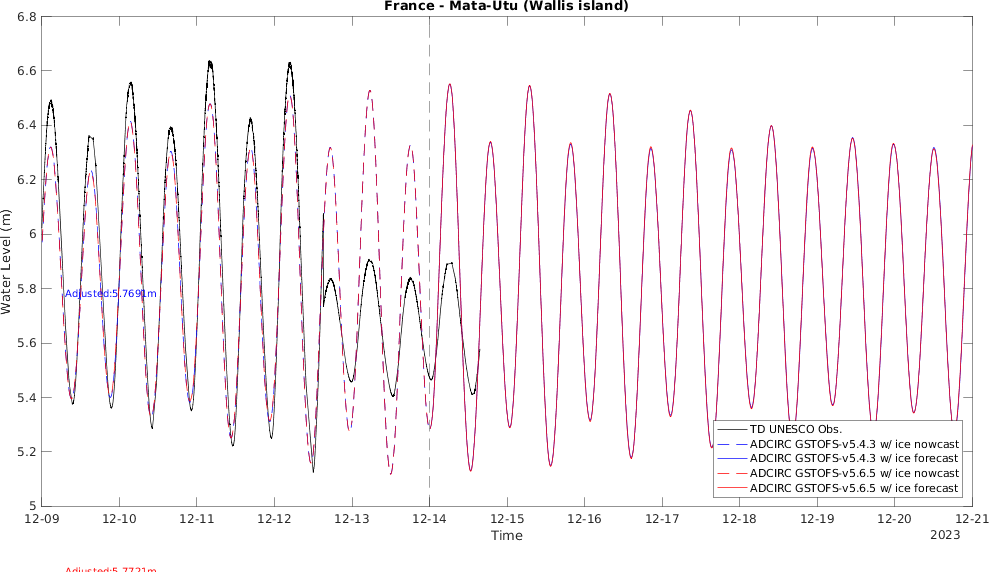 France - Mata-Utu (Wallis island)
6.8
6.6
6.4
6.2
6
5.8
5.6
5.4
5.2
5
Water Level (m)
Adjusted:5.7691m
TD UNESCO Obs.
ADCIRC GSTOFS-v5.4.3 w/ ice nowcast
ADCIRC GSTOFS-v5.4.3 w/ ice forecast
ADCIRC GSTOFS-v5.6.5 w/ ice nowcast
ADCIRC GSTOFS-v5.6.5 w/ ice forecast
12-09 12-10 12-11 12-12 12-13 12-14 12-15 12-16 12-17 12-18 12-19 12-20 12-21
Time
2023
Adjusted:5.7721m